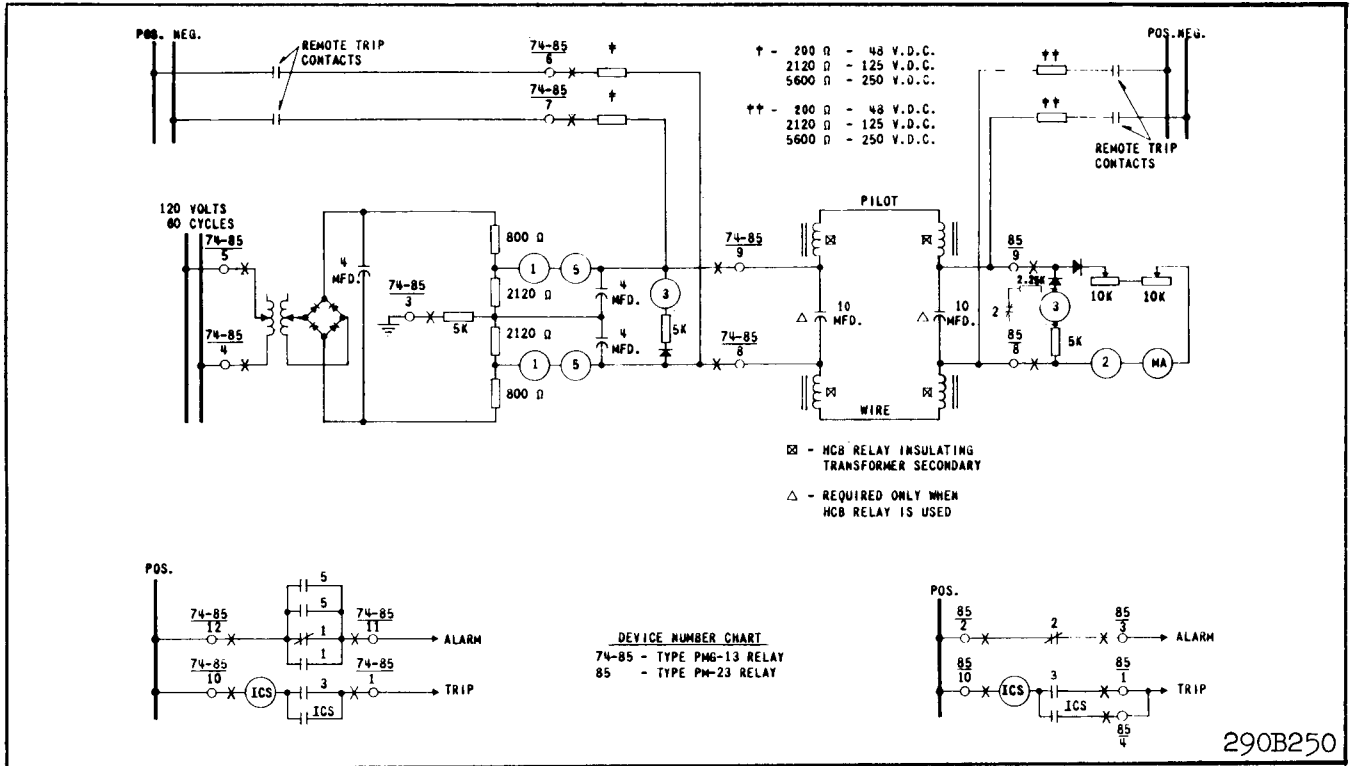 POS. NEG.
REMOTE TRIP
CONTACTS
74-85
6
‡
74-85
7
‡
† - 200 Ω - 48 V.D.C.
2120 Ω - 125 V.D.C.
5600 Ω - 250 V.D.C.
†† - 200 Ω - 48 V.D.C.
2120 Ω - 125 V.D.C.
5600 Ω - 250 V.D.C.
POS. NEG.
††
††
REMOTE TRIP
CONTACTS
120 VOLTS
60 CYCLES
74-85
5
74-85
4
4
MFD.
74-85
3
5K
800 Ω
2120 Ω
2120 Ω
800 Ω
1
5
1
5
4
MFD.
4
MFD.
3
5K
74-85
9
74-85
8
PILOT
10
MFD.
10
MFD.
WIRE
85
9
2.25K
2
3
5K
10K
10K
85
8
2
MA
⊠ - HCB RELAY INSULATING
TRANSFORMER SECONDARY
△ - REQUIRED ONLY WHEN
HCB RELAY IS USED
POS.
74-85
12
5
5
1
1
74-85
11
ALARM
74-85
10
ICS
3
ICS
74-85
1
TRIP
DEVICE NUMBER CHART
74-85 - TYPE PMG-13 RELAY
85 - TYPE PM-23 RELAY
POS.
85
2
2
85
3
ALARM
85
10
ICS
3
ICS
85
1
TRIP
85
4
290B250